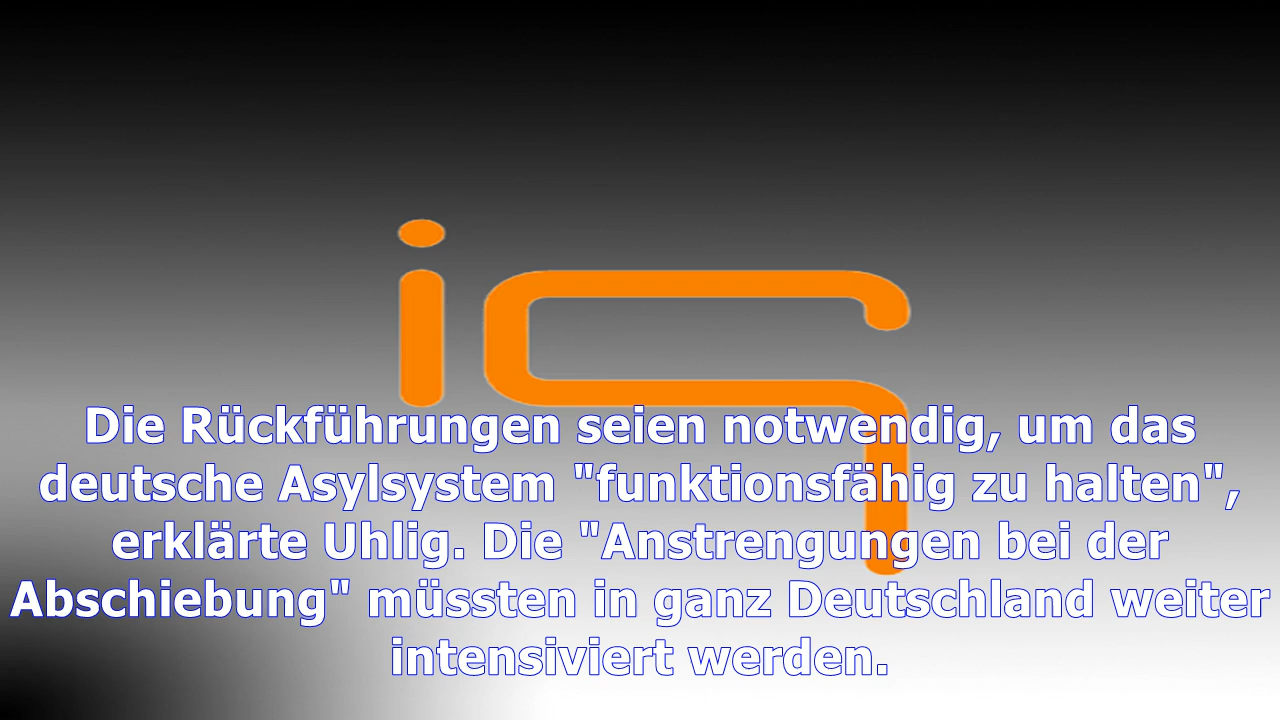 Die Rückführungen seien notwendig, um das
deutsche Asylsystem "funktionsfähig zu halten",
erklärte Uhlig. Die "Anstrengungen bei der
Abschiebung" müssten in ganz Deutschland weiter
intensiviert werden.